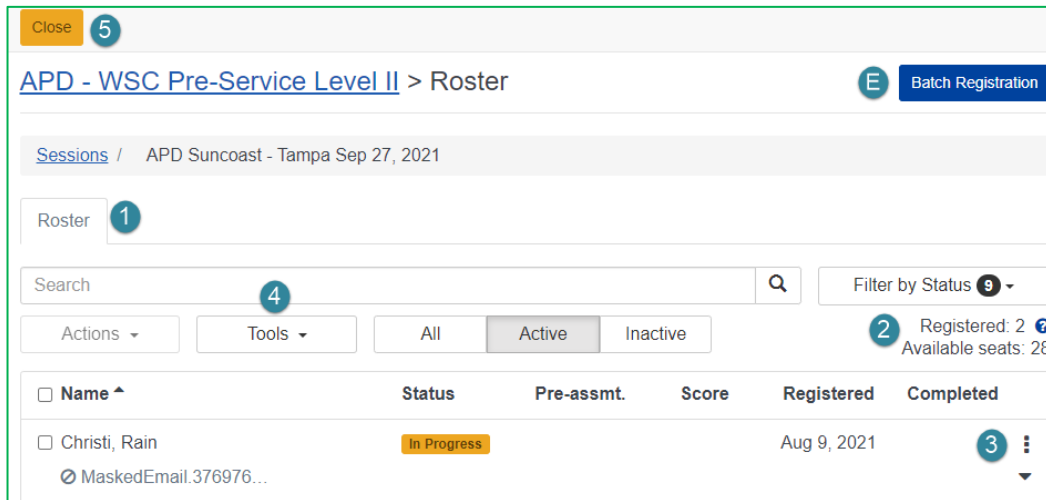 Close 5
APD - WSC Pre-Service Level II > Roster E Batch Registration
Sessions / APD Suncoast - Tampa Sep 27, 2021
Roster 1
Search Filter by Status 9
4
Actions Tools All Active Inactive
2 Registered: 2 ?
Available seats: 28
Name Status Pre-assmt. Score Registered Completed
Christi, Rain In Progress Aug 9, 2021 3
MaskedEmail.376976...